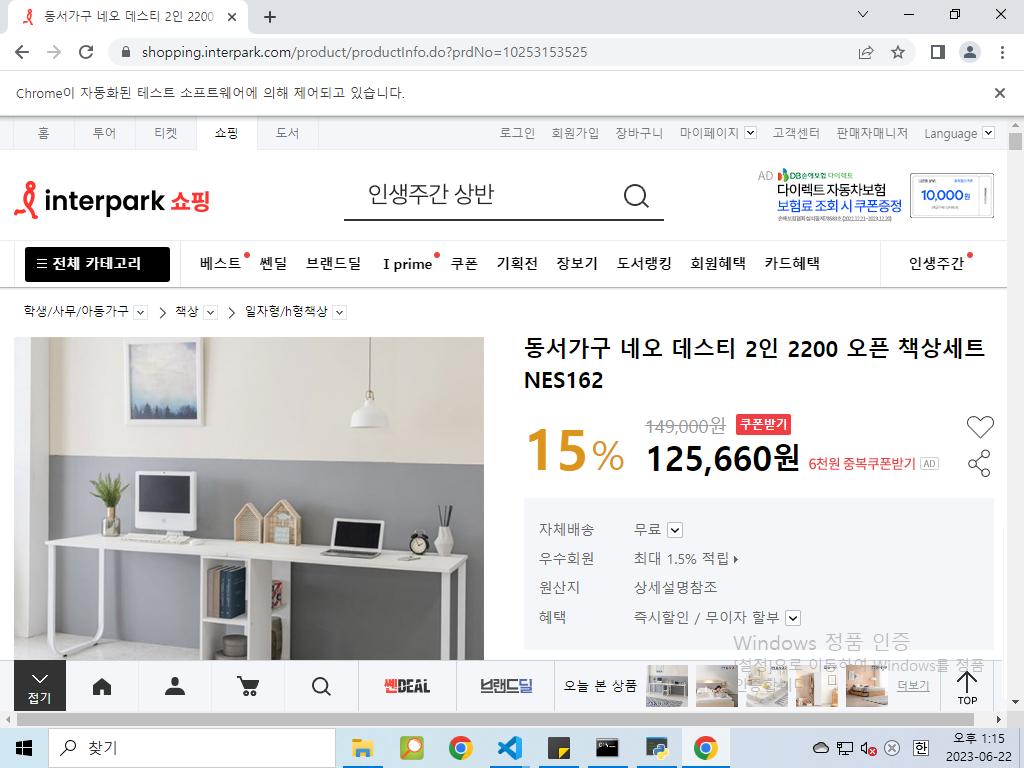 동서가구 네오 데스티 2인 2200
shopping.interpark.com/product/productInfo.do?prdNo=10253153525
Chrome이 자동화된 테스트 소프트웨어에 의해 제어되고 있습니다.
홈 투어 티켓 쇼핑 도서 로그인 회원가입 장바구니 마이페이지 고객센터 판매자매니저 Language
interpark 쇼핑
인생주간 상반
AD DB손해보험 다이렉트
다이렉트 자동차보험
보험료 조회 시 쿠폰증정
10,000원
전체 카테고리 베스트 쎈딜 브랜드딜 I prime 쿠폰 기획전 장보기 도서랭킹 회원혜택 카드혜택 인생주간
학생/사무/아동가구 책상 일자형/h형책상
동서가구 네오 데스티 2인 2200 오픈 책상세트
NES162
15%
149,000원 쿠폰받기
125,660원 6천원 중복쿠폰받기 AD
자체배송 무료
우수회원 최대 1.5% 적립
원산지 상세설명참조
혜택 즉시할인 / 무이자 할부
Windows 정품 인증
[설정]으로 이동하여 Windows를 정품
접기
쎈DEAL
브랜드딜
오늘 본 상품
더보기
TOP
찾기
오후 1:15
2023-06-22
한